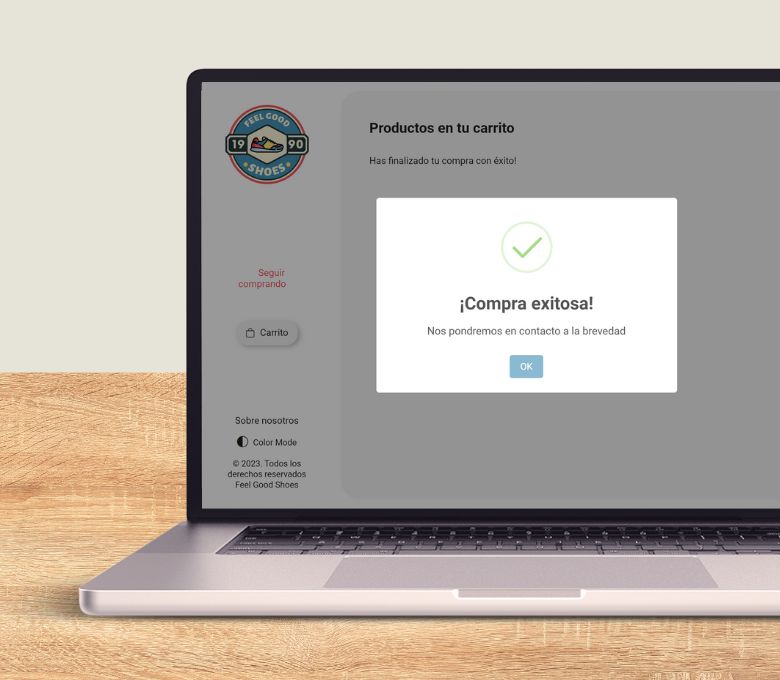 FEEL GOOD
19 90
SHOES
Productos en tu carrito
Has finalizado tu compra con éxito!
¡Compra exitosa!
Nos pondremos en contacto a la brevedad
OK
Seguir
comprando
Carrito
Sobre nosotros
Color Mode
© 2023. Todos los
derechos reservados
Feel Good Shoes